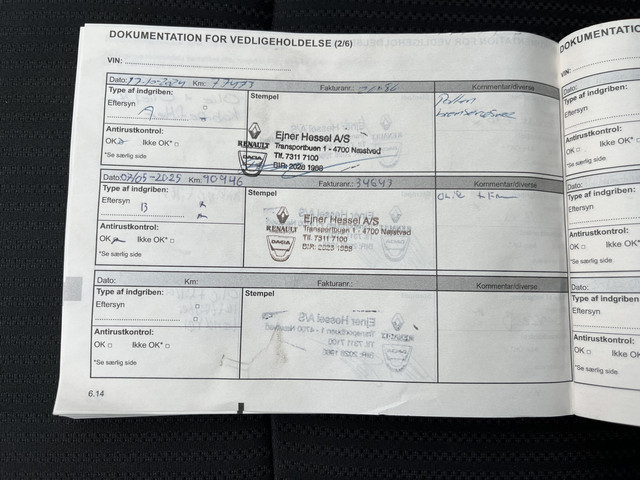 DOKUMENTATION FOR VEDLIGEHOLDELSE (2/6)
VIN:
Dato: Km: 77477 Fakturanr.: Kommentar/diverse
Type af indgriben:
Eftersyn A
Stempel
Antirustkontrol:
OK Ikke OK*
*Se særlig side
RENAULT
DACIA
Ejner Hessel A/S
Transportbuen 1 - 4700 Næstved
Tlf. 7311 7100
Dato: 07/05-2025 Km: 90446 Fakturanr.: 34647 Kommentar/diverse
Type af indgriben:
Eftersyn B
Stempel
Antirustkontrol:
OK Ikke OK*
*Se særlig side
RENAULT
DACIA
Ejner Hessel A/S
Transportbuen 1 - 4700 Næstved
Tlf. 7311 7100
Dato: Km: Fakturanr.: Kommentar/diverse
Type af indgriben:
Eftersyn
Stempel
Antirustkontrol:
OK Ikke OK*
*Se særlig side
6.14
DOKUMENTATIO
VIN:
Dato:
Type af indgriben:
Eftersyn
Antirustkontrol:
OK Ikke OK*
*Se særlig side
Dato:
Type af indgriben:
Eftersyn
Antirustkontrol:
OK Ikke OK
*Se særlig side
Dato:
Type af indgriben:
Eftersyn
Antirustkontrol:
OK Ikke OK
*Se særlig side